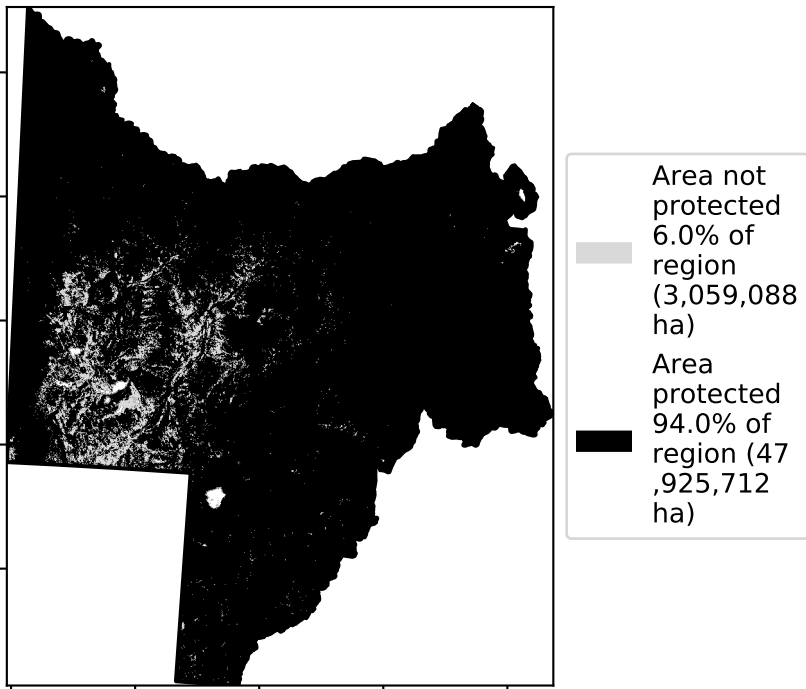 Area not
protected
6.0% of
region
(3,059,088
ha)
Area
protected
94.0% of
region (47
,925,712
ha)